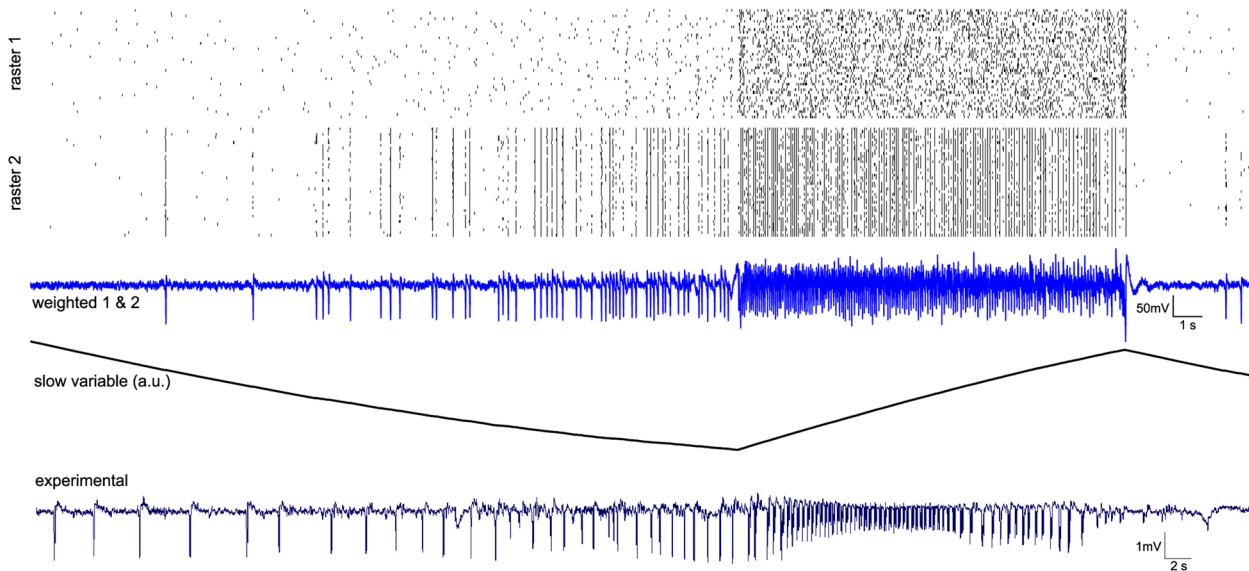 raster 1
raster 2
weighted 1 & 2
50mV
1 s
slow variable (a.u.)
experimental
1mV
2 s